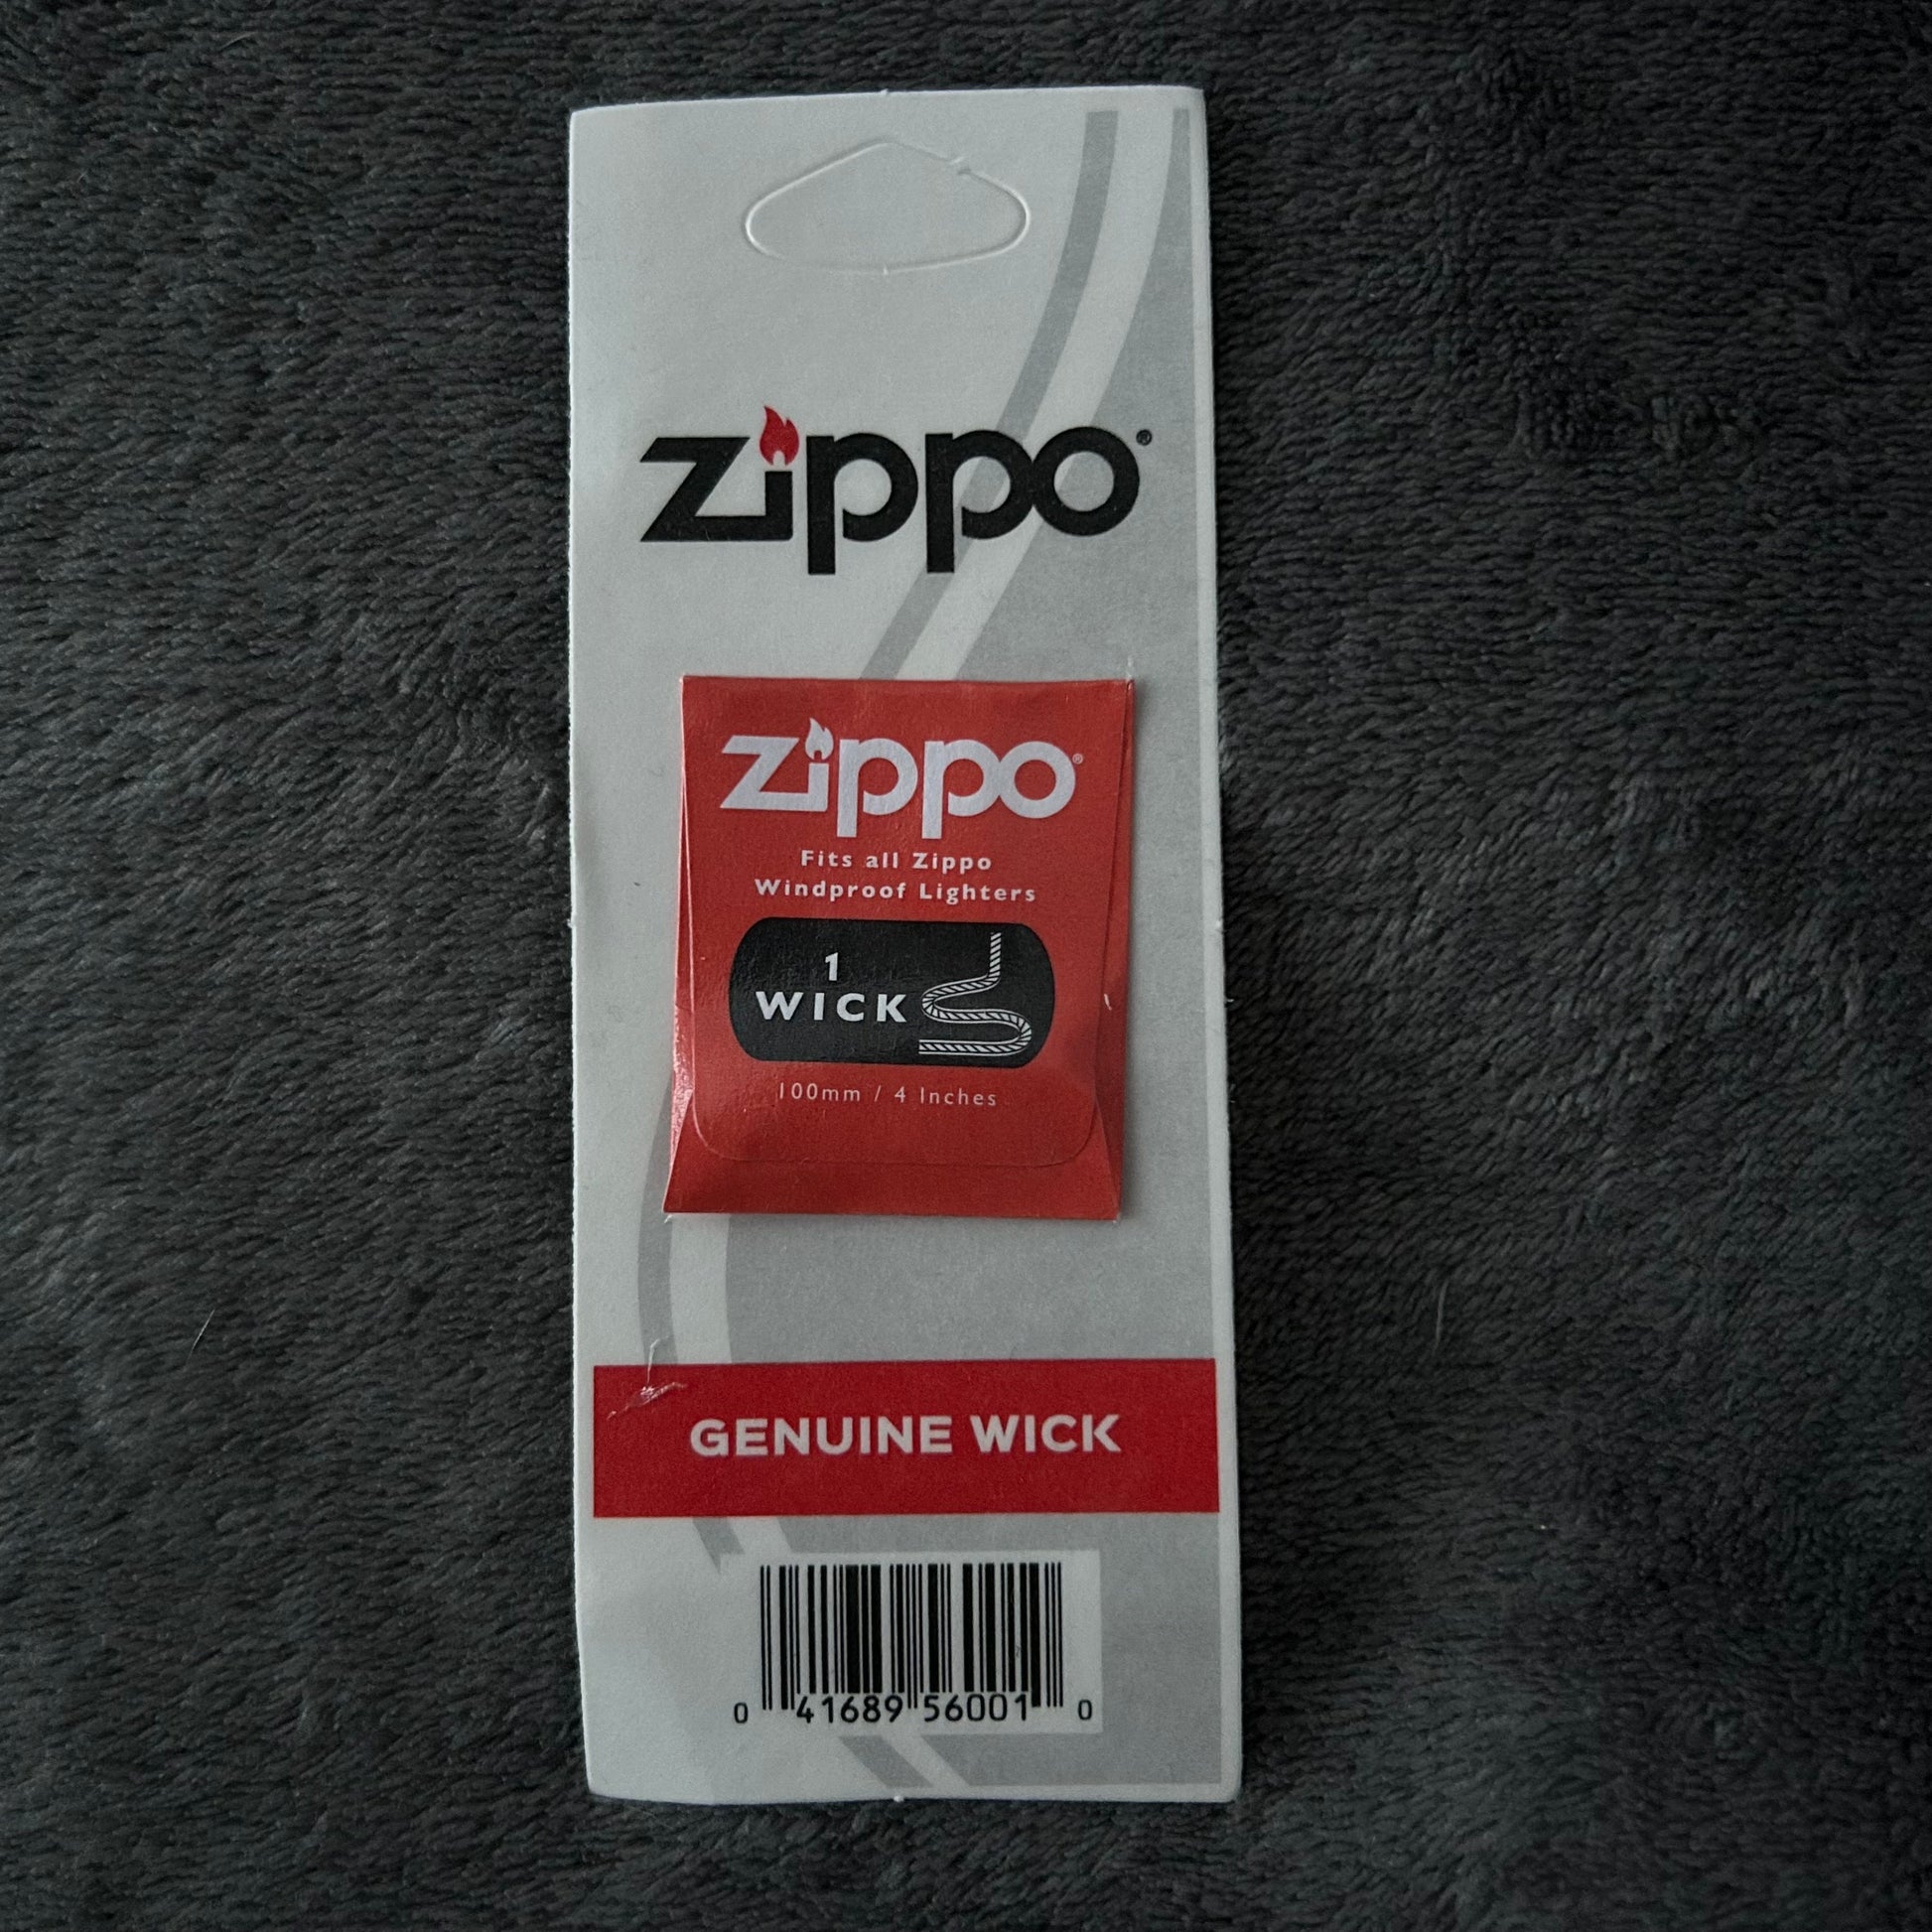 zippo®
zippo®
Fits all Zippo
Windproof Lighters
1
WICK
100mm / 4 Inches
GENUINE WICK
0 41689 56001 0